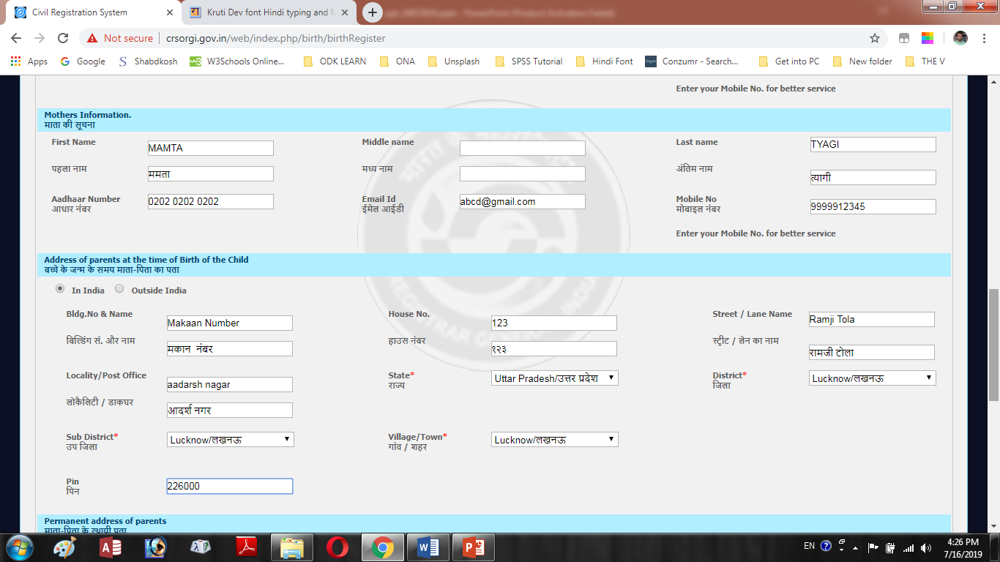 Civil Registration System
Kruti Dev font Hindi typing and
Not secure
crsorgi.gov.in/web/index.php/birth/birthRegister
Apps Google Shabdkosh W3Schools Online... ODK LEARN ONA Unsplash SPSS Tutorial Hindi Font Conzumr - Search... Get into PC New folder THE V
Enter your Mobile No. for better service
Mothers Information.
माता की सूचना
First Name MAMTA Middle name Last name TYAGI
पहला नाम ममता मध्य नाम अंतिम नाम त्यागी
Aadhaar Number 0202 0202 0202 Email Id abcd@gmail.com Mobile No 9999912345
आधार नंबर ईमेल आईडी मोबाइल नंबर
Enter your Mobile No. for better service
Address of parents at the time of Birth of the Child
बच्चे के जन्म के समय माता-पिता का पता
In India Outside India
Bldg.No & Name Makaan Number House No. 123 Street / Lane Name Ramji Tola
बिल्डिंग सं. और नाम मकान नंबर हाउस नंबर १२३ स्ट्रीट / लेन का नाम रामजी टोला
Locality/Post Office aadarsh nagar State* Uttar Pradesh/उत्तर प्रदेश District* Lucknow/लखनऊ
राज्य जिला
लोकैलिटी / डाकघर आदर्श नगर
Sub District* Lucknow/लखनऊ Village/Town* Lucknow/लखनऊ
उप जिला गांव / शहर
Pin 226000
पिन
Permanent address of parents
माता-पिता के स्थायी पता
EN 4:26 PM
7/16/2019